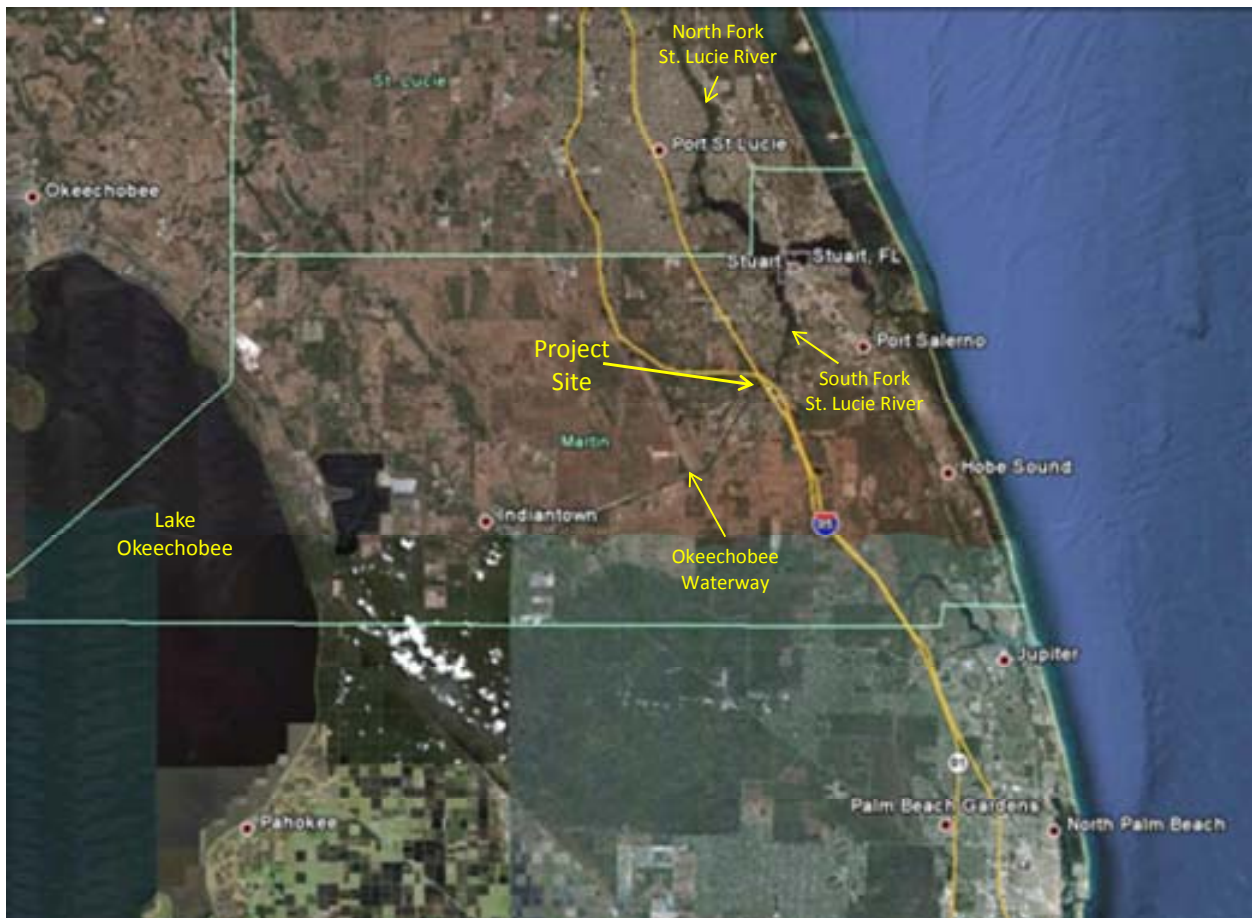 North Fork
St. Lucie River
St. Lucie
Port St Lucie
Okeechobee
Stuart
Stuart, FL
Port Salerno
Project
Site
South Fork
St. Lucie River
Martin
Hobe Sound
Lake
Okeechobee
Indiantown
95
Okeechobee
Waterway
Jupiter
91
Palm Beach Gardens
Pahokee
North Palm Beach